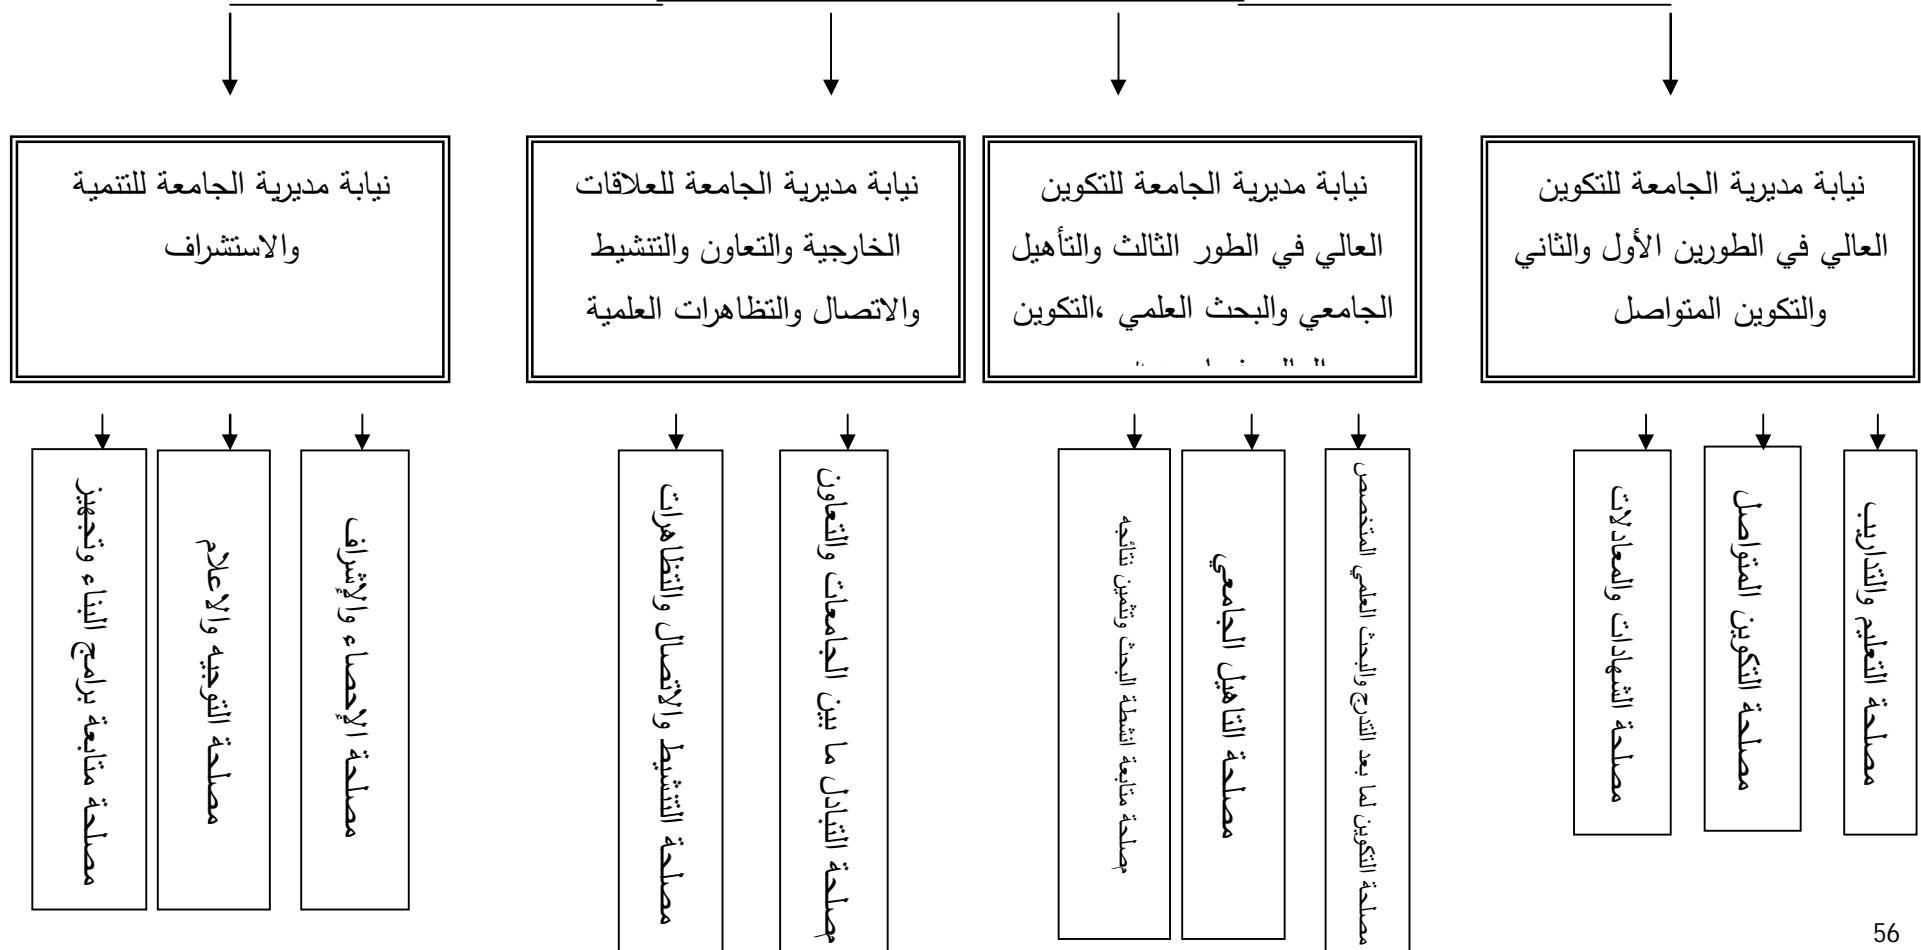 نيابة مديرية الجامعة للتكوين
العالي في الطورين الأول والثاني
والتكوين المتواصل
نيابة مديرية الجامعة للتكوين
العالي في الطور الثالث والتأهيل
الجامعي والبحث العلمي ،التكوين
نيابة مديرية الجامعة للعلاقات
الخارجية والتعاون والتنشيط
والاتصال والتظاهرات العلمية
نيابة مديرية الجامعة للتنمية
والاستشراف
مصلحة التعليم والتداريب
مصلحة التكوين المتواصل
مصلحة الشهادات والمعادلات
مصلحة التكوين لما بعد التدرج والبحث العلمي المتخصص
مصلحة التاهيل الجامعي
مصلحة متابعة انشطة البحث وتثمين نتائجه
مصلحة التبادل ما بين الجامعات والتعاون
مصلحة التنشيط والاتصال والتظاهرات
مصلحة الإحصاء والإشراف
مصلحة التوجيه والاعلام
مصلحة متابعة برامج البناء وتجهيز
56